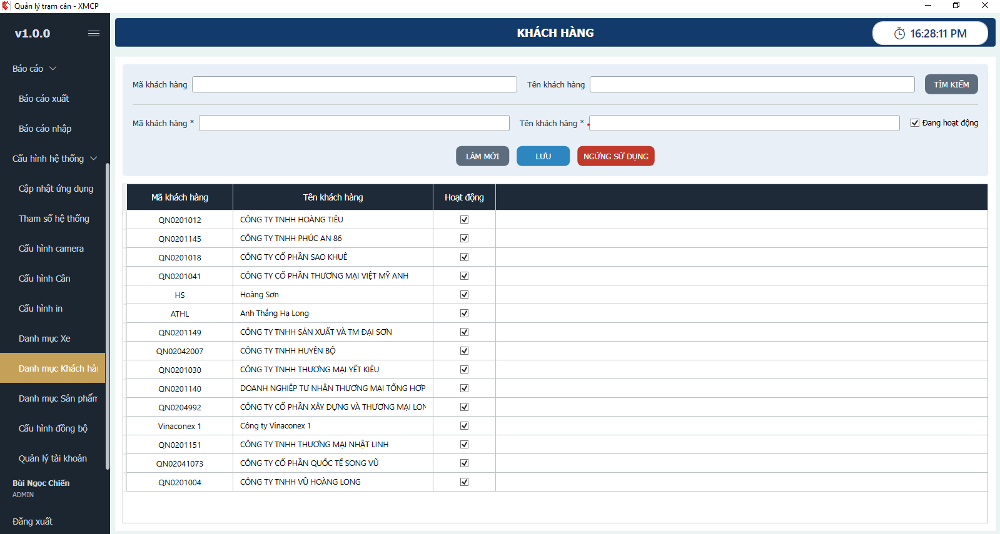 Quản lý trạm cân - XMCP
v1.0.0
KHÁCH HÀNG
16:28:11 PM
Báo cáo
Báo cáo xuất
Báo cáo nhập
Cấu hình hệ thống
Cập nhật ứng dụng
Tham số hệ thống
Cấu hình camera
Cấu hình Cân
Cấu hình in
Danh mục Xe
Danh mục Khách hàn
Danh mục Sản phẩm
Cấu hình đồng bộ
Quản lý tài khoản
Bùi Ngọc Chiến
ADMIN
Đăng xuất
Mã khách hàng Tên khách hàng TÌM KIẾM
Mã khách hàng * Tên khách hàng * Đang hoạt động
LÀM MỚI LƯU NGỪNG SỬ DỤNG
Mã khách hàng Tên khách hàng Hoạt động
QN0201012 CÔNG TY TNHH HOÀNG TIÊU
QN0201145 CÔNG TY TNHH PHÚC AN 86
QN0201018 CÔNG TY CỔ PHẦN SAO KHUÊ
QN0201041 CÔNG TY CỔ PHẦN THƯƠNG MẠI VIỆT MỸ ANH
HS Hoàng Sơn
ATHL Anh Thắng Hạ Long
QN0201149 CÔNG TY TNHH SẢN XUẤT VÀ TM ĐẠI SƠN
QN02042007 CÔNG TY TNHH HUYÊN BỘ
QN0201030 CÔNG TY TNHH THƯƠNG MẠI YẾT KIÊU
QN0201140 DOANH NGHIỆP TƯ NHÂN THƯƠNG MẠI TỔNG HỢP
QN0204992 CÔNG TY CỔ PHẦN XÂY DỰNG VÀ THƯƠNG MẠI LON
Vinaconex 1 Công ty Vinaconex 1
QN0201151 CÔNG TY TNHH THƯƠNG MẠI NHẬT LINH
QN02041073 CÔNG TY CỔ PHẦN QUỐC TẾ SONG VŨ
QN0201004 CÔNG TY TNHH VŨ HOÀNG LONG